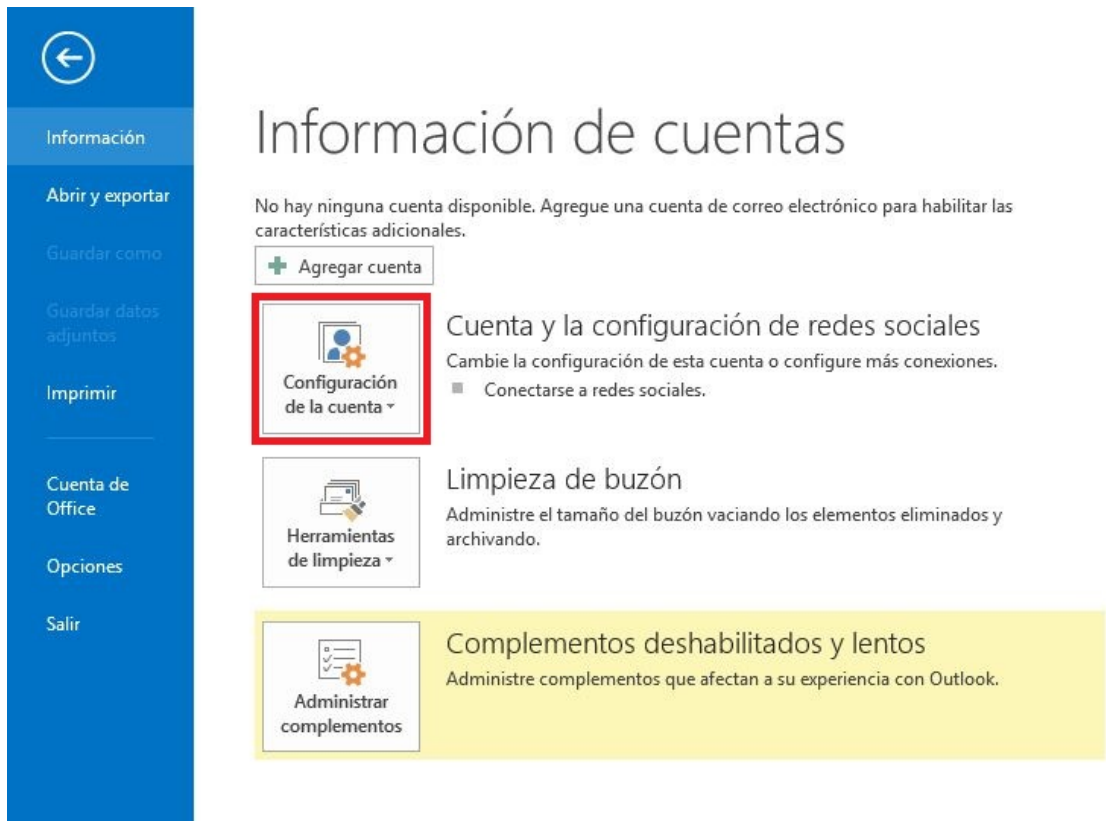 Información
Abrir y exportar
Guardar como
Guardar datos
adjuntos
Imprimir
Cuenta de
Office
Opciones
Salir
Información de cuentas
No hay ninguna cuenta disponible. Agregue una cuenta de correo electrónico para habilitar las
características adicionales.
Agregar cuenta
Configuración
de la cuenta
Cuenta y la configuración de redes sociales
Cambie la configuración de esta cuenta o configure más conexiones.
Conectarse a redes sociales.
Herramientas
de limpieza
Limpieza de buzón
Administre el tamaño del buzón vaciando los elementos eliminados y
archivando.
Administrar
complementos
Complementos deshabilitados y lentos
Administre complementos que afectan a su experiencia con Outlook.